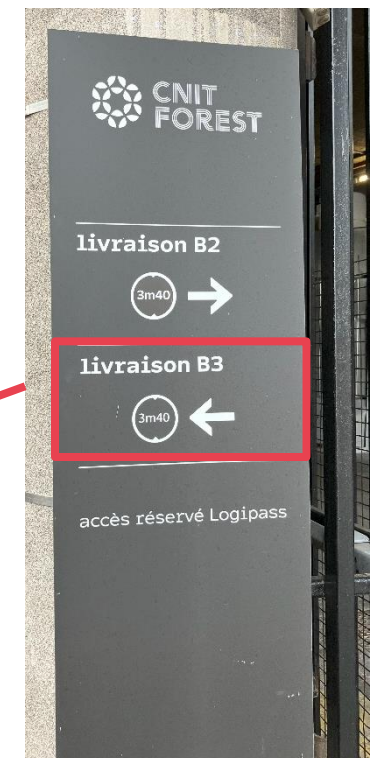 CNIT
FOREST
livraison B2
3m40
livraison B3
3m40
accès réservé Logipass